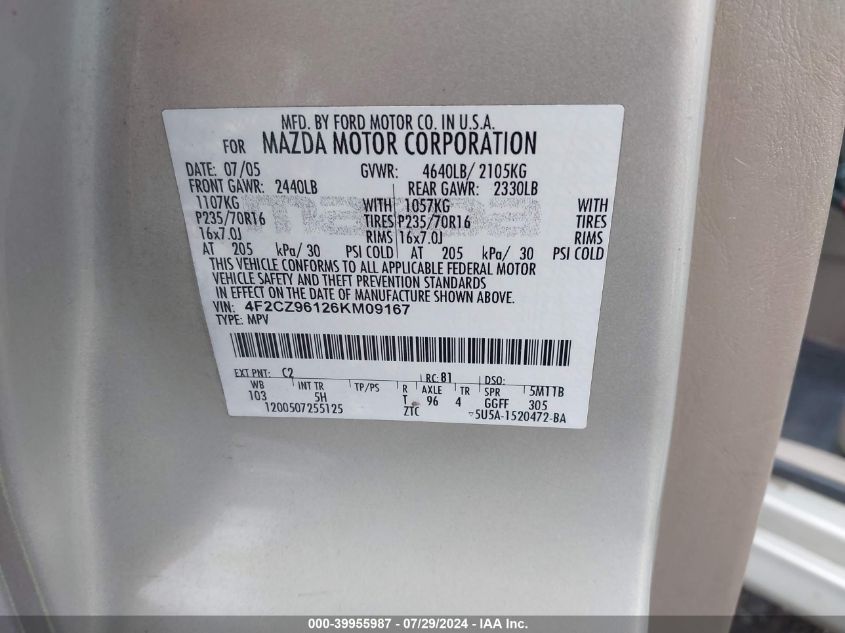 MFD. BY FORD MOTOR CO. IN U.S.A.
FOR MAZDA MOTOR CORPORATION
DATE: 07/05 GVWR: 4640LB/ 2105KG
FRONT GAWR: 2440LB REAR GAWR: 2330LB
1107KG WITH 1057KG WITH
P235/70R16 TIRES P235/70R16 TIRES
16x7.0J RIMS 16x7.0J RIMS
AT 205 kPa/ 30 PSI COLD AT 205 kPa/ 30 PSI COLD
THIS VEHICLE CONFORMS TO ALL APPLICABLE FEDERAL MOTOR
VEHICLE SAFETY AND THEFT PREVENTION STANDARDS
IN EFFECT ON THE DATE OF MANUFACTURE SHOWN ABOVE.
VIN: 4F2CZ96126KM09167
TYPE: MPV
EXT PNT: C2 RC: 81 DSO:
WB INT TR TP/PS R AXLE TR SPR 5M11B
103 5H T 96 4 GGFF 305
1200507255125 ZTC 5U5A-1520472-BA
000-39955987 - 07/29/2024 - IAA Inc.